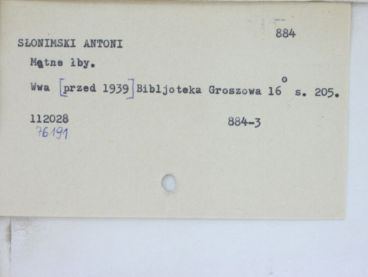 884
SŁONIMSKI ANTONI
Mętne łby.
Wwa [przed 1939] Bibljoteka Groszowa 16° s. 205.
112028 884-3
76191